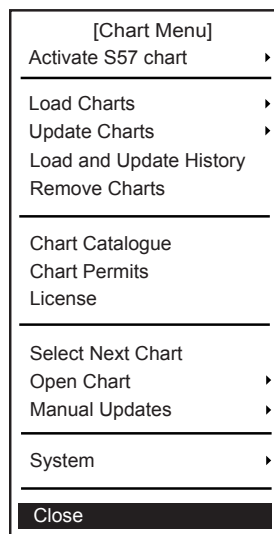 [Chart Menu]
Activate S57 chart
Load Charts
Update Charts
Load and Update History
Remove Charts
Chart Catalogue
Chart Permits
License
Select Next Chart
Open Chart
Manual Updates
System
Close